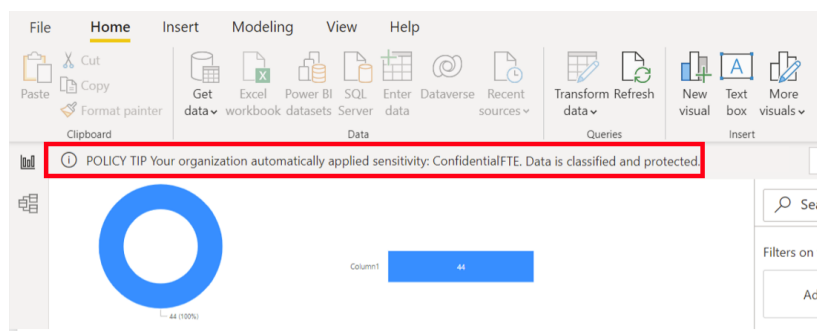 File Home Insert Modeling View Help
Paste
Cut
Copy
Format painter
Clipboard
Get data
Excel workbook
Power BI datasets
SQL Server
Enter data
Dataverse
Recent sources
Data
Transform data
Refresh
Queries
New visual
Text box
More visuals
Insert
POLICY TIP Your organization automatically applied sensitivity: Confidential\FTE. Data is classified and protected.
44 (100%)
Column1 44
Filters on